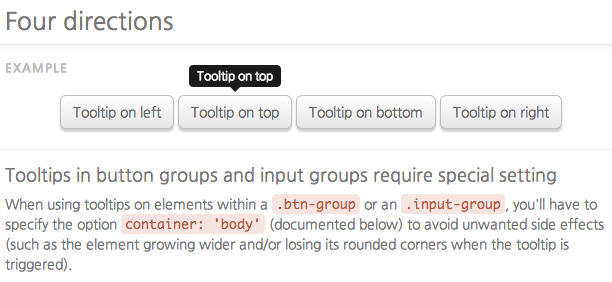 Four directions
EXAMPLE
Tooltip on top
Tooltip on left Tooltip on top Tooltip on bottom Tooltip on right
Tooltips in button groups and input groups require special setting
When using tooltips on elements within a .btn-group or an .input-group, you'll have to
specify the option container: 'body' (documented below) to avoid unwanted side effects
(such as the element growing wider and/or losing its rounded corners when the tooltip is
triggered).